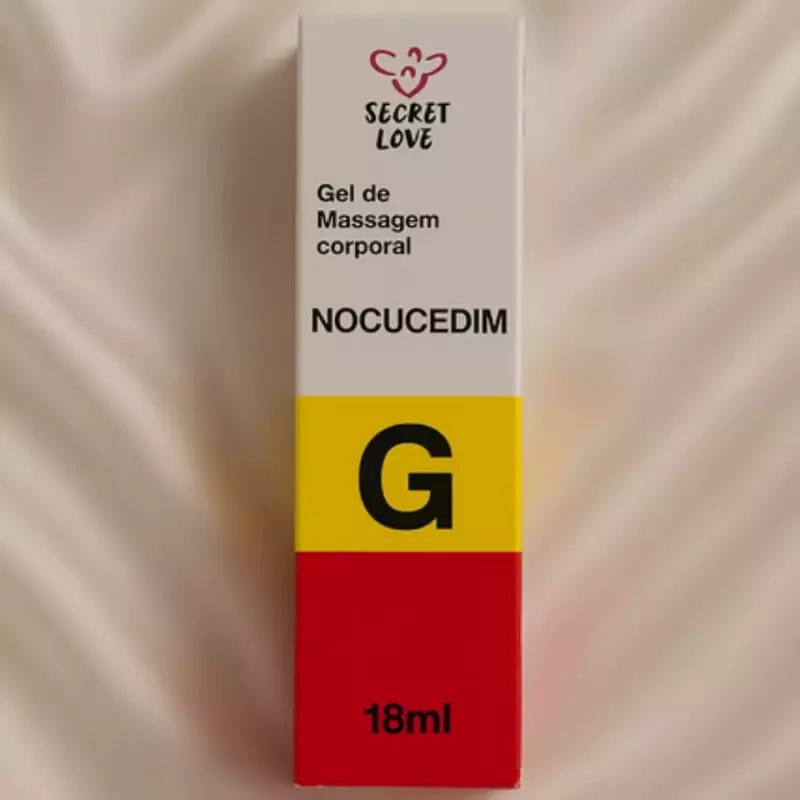 SECRET
LOVE
Gel de
Massagem
corporal
NOCUCEDIM
G
18ml